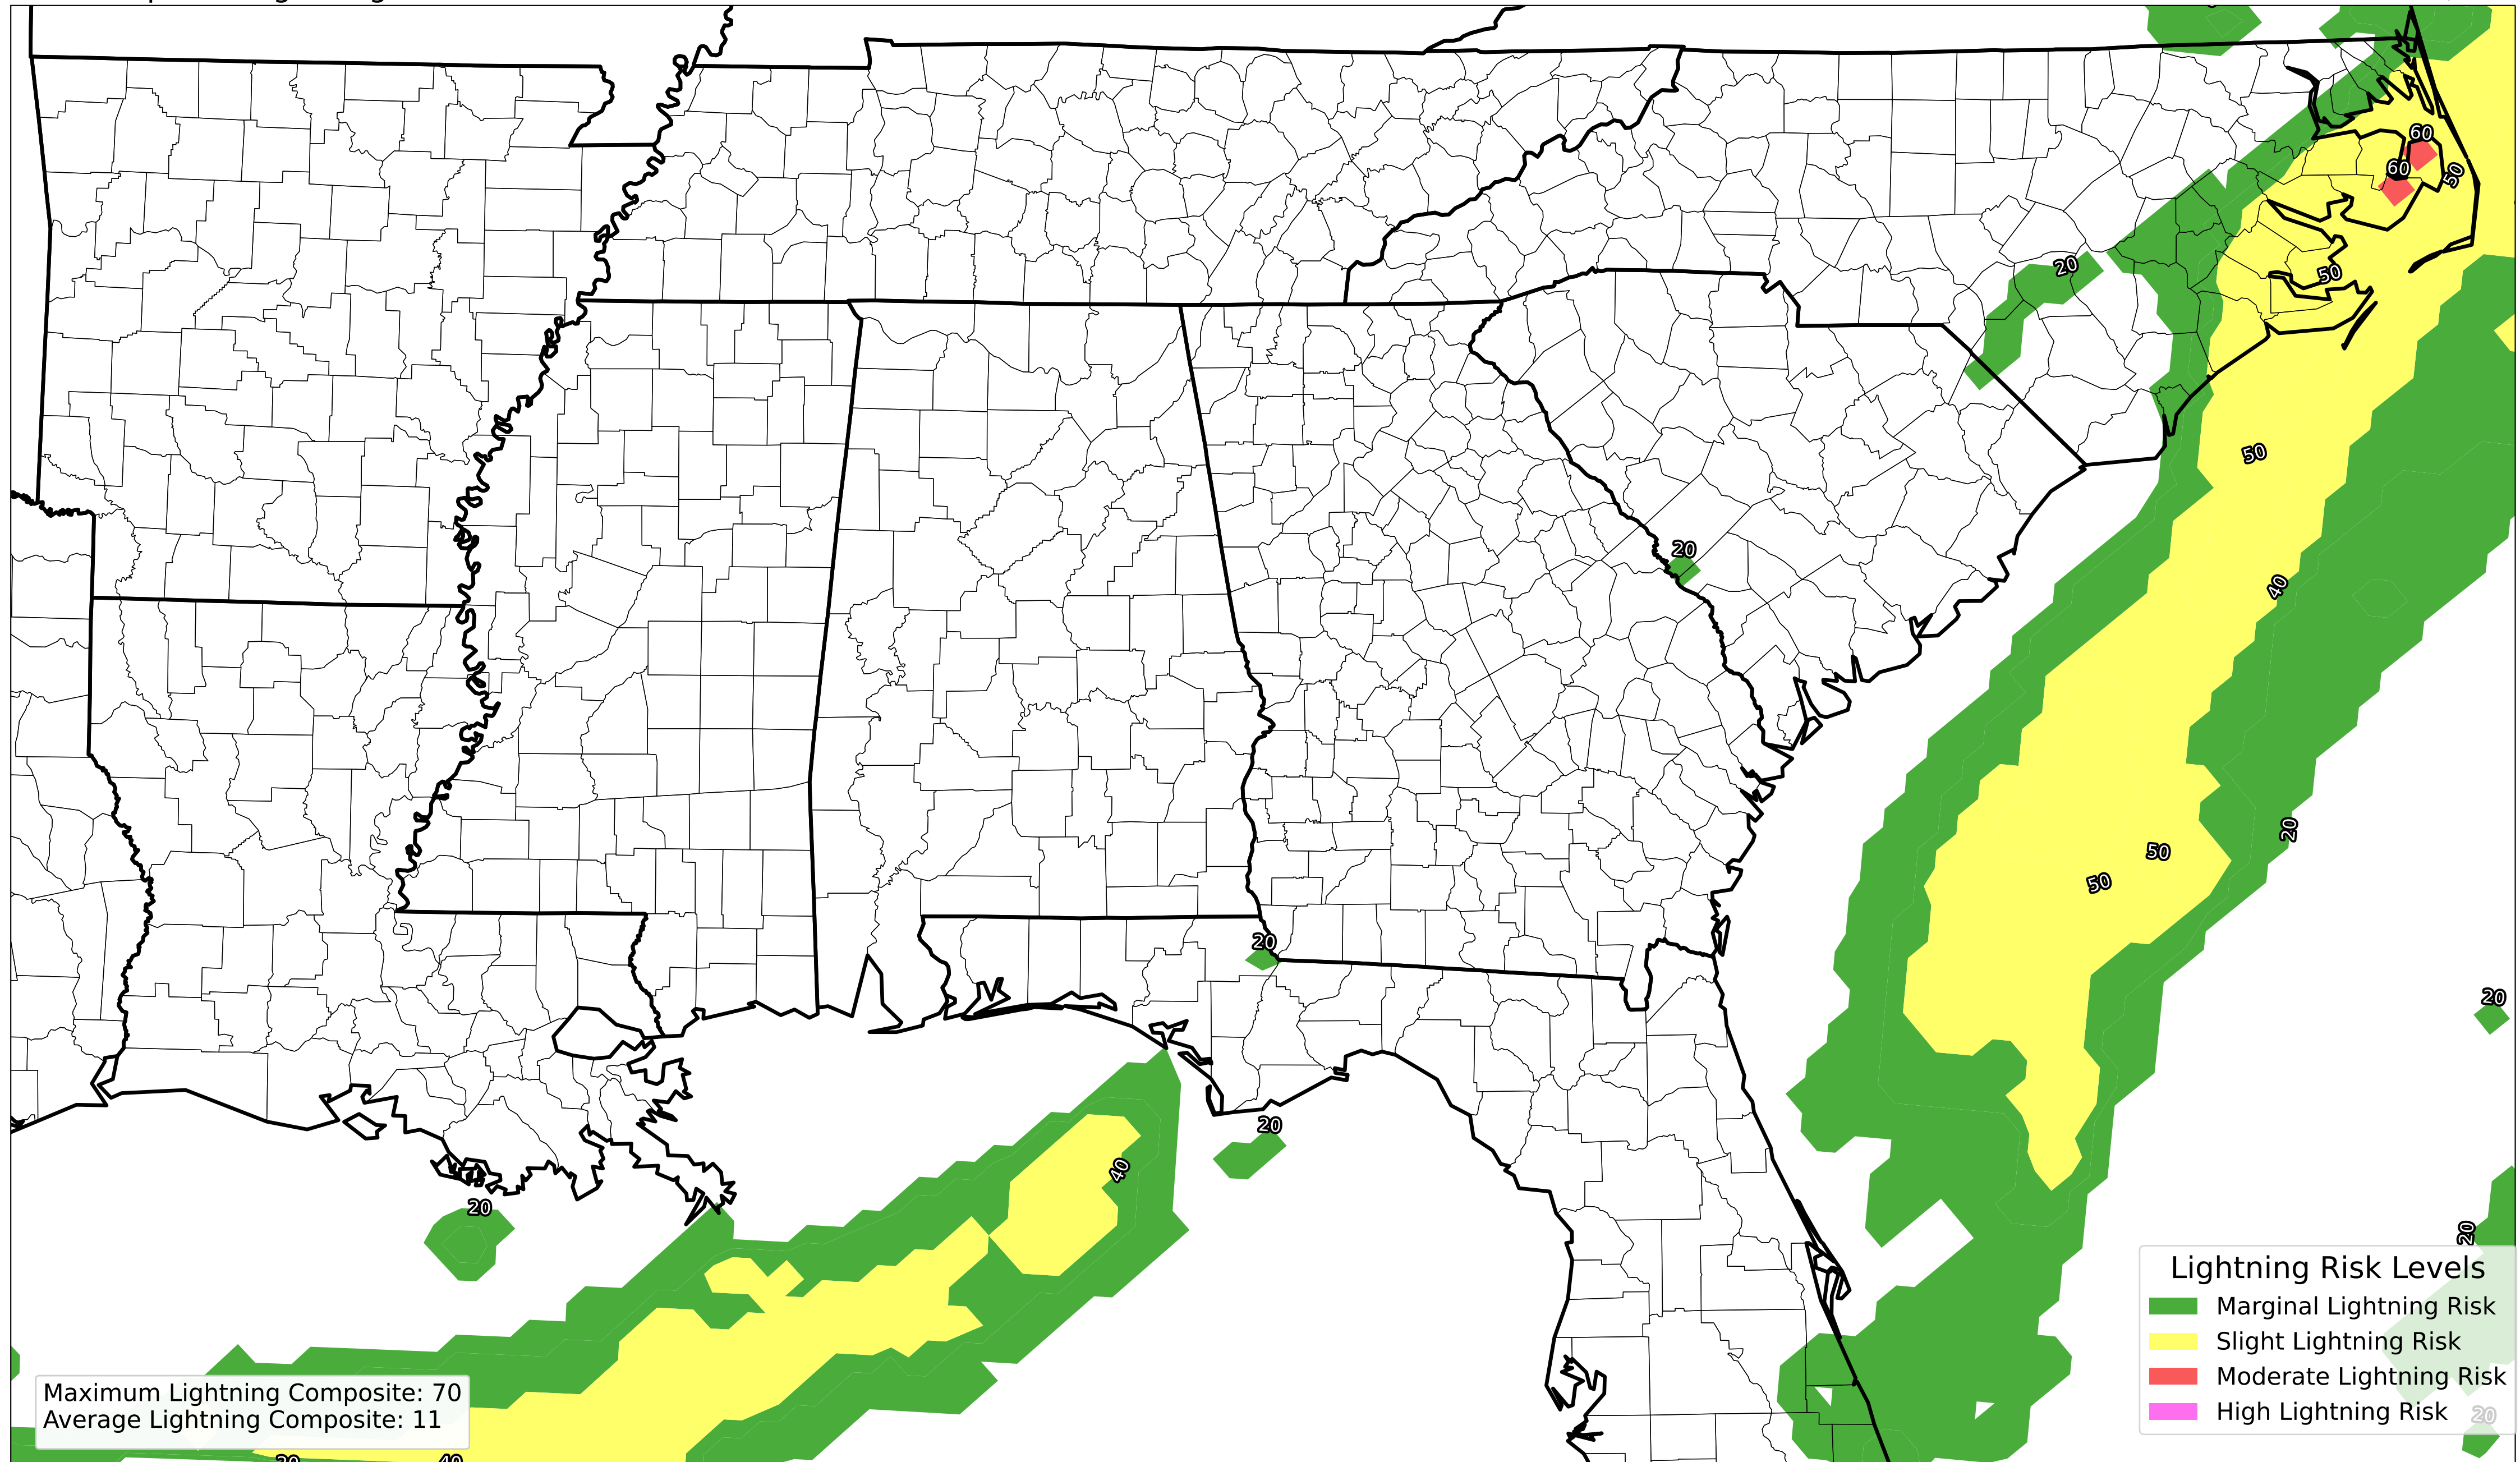 60
60
50
20
50
50
40
20
20
50
50
20
20
20
20
20
Lightning Risk Levels
Marginal Lightning Risk
Slight Lightning Risk
Moderate Lightning Risk
High Lightning Risk
20
40
Maximum Lightning Composite: 70
Average Lightning Composite: 11
40